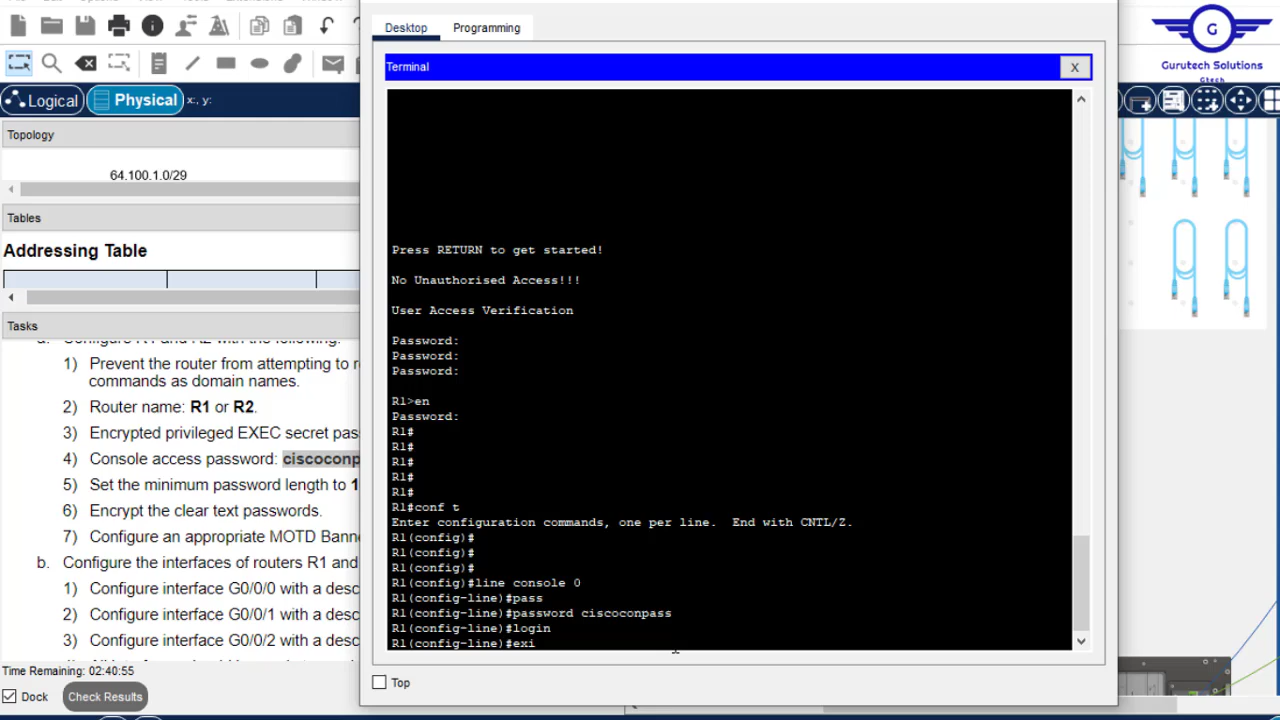 Desktop
Programming
G
Gurutech Solutions
Gtech
Terminal
X
Logical
Physical
x:, y:
Topology
64.100.1.0/29
Tables
Addressing Table
Tasks
1) Prevent the router from attempting to r
commands as domain names.
2) Router name: R1 or R2.
3) Encrypted privileged EXEC secret pas
4) Console access password: ciscoconp
5) Set the minimum password length to 1
6) Encrypt the clear text passwords.
7) Configure an appropriate MOTD Bann
b. Configure the interfaces of routers R1 and
1) Configure interface G0/0/0 with a desc
2) Configure interface G0/0/1 with a desc
3) Configure interface G0/0/2 with a desc
Time Remaining: 02:40:55
Dock
Check Results
Press RETURN to get started!
No Unauthorised Access!!!
User Access Verification
Password:
Password:
Password:
R1>en
Password:
R1#
R1#
R1#
R1#
R1#
R1#conf t
Enter configuration commands, one per line.  End with CNTL/Z.
R1(config)#
R1(config)#
R1(config)#
R1(config)#line console 0
R1(config-line)#pass
R1(config-line)#password ciscoconpass
R1(config-line)#login
R1(config-line)#exi
Top